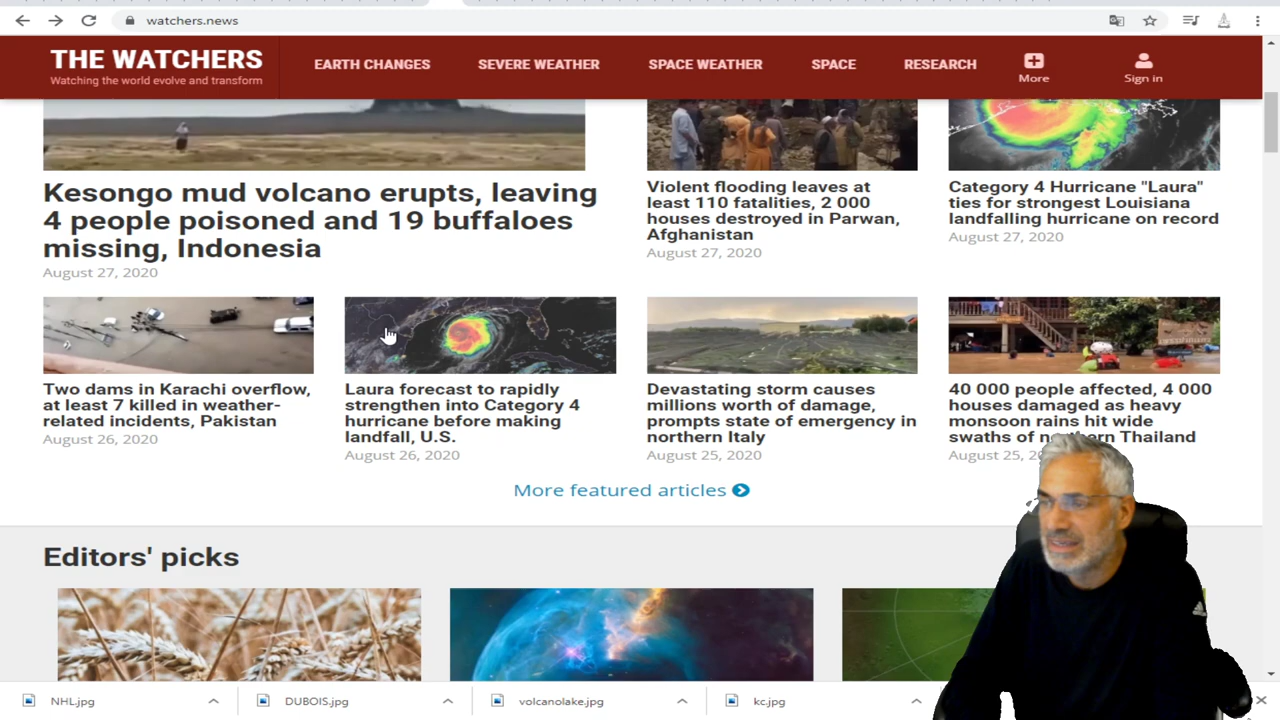 watchers.news
THE WATCHERS
Watching the world evolve and transform
EARTH CHANGES
SEVERE WEATHER
SPACE WEATHER
SPACE
RESEARCH
More
Sign in
Kesongo mud volcano erupts, leaving
4 people poisoned and 19 buffaloes
missing, Indonesia
August 27, 2020
Violent flooding leaves at
least 110 fatalities, 2 000
houses destroyed in Parwan,
Afghanistan
August 27, 2020
Category 4 Hurricane "Laura"
ties for strongest Louisiana
landfalling hurricane on record
August 27, 2020
Two dams in Karachi overflow,
at least 7 killed in weather-
related incidents, Pakistan
August 26, 2020
Laura forecast to rapidly
strengthen into Category 4
hurricane before making
landfall, U.S.
August 26, 2020
Devastating storm causes
millions worth of damage,
prompts state of emergency in
northern Italy
August 25, 2020
40 000 people affected, 4 000
houses damaged as heavy
monsoon rains hit wide
swaths of Thailand
August 25,
More featured articles
Editors' picks
NHL.jpg
DUBOIS.jpg
volcanolake.jpg
kc.jpg